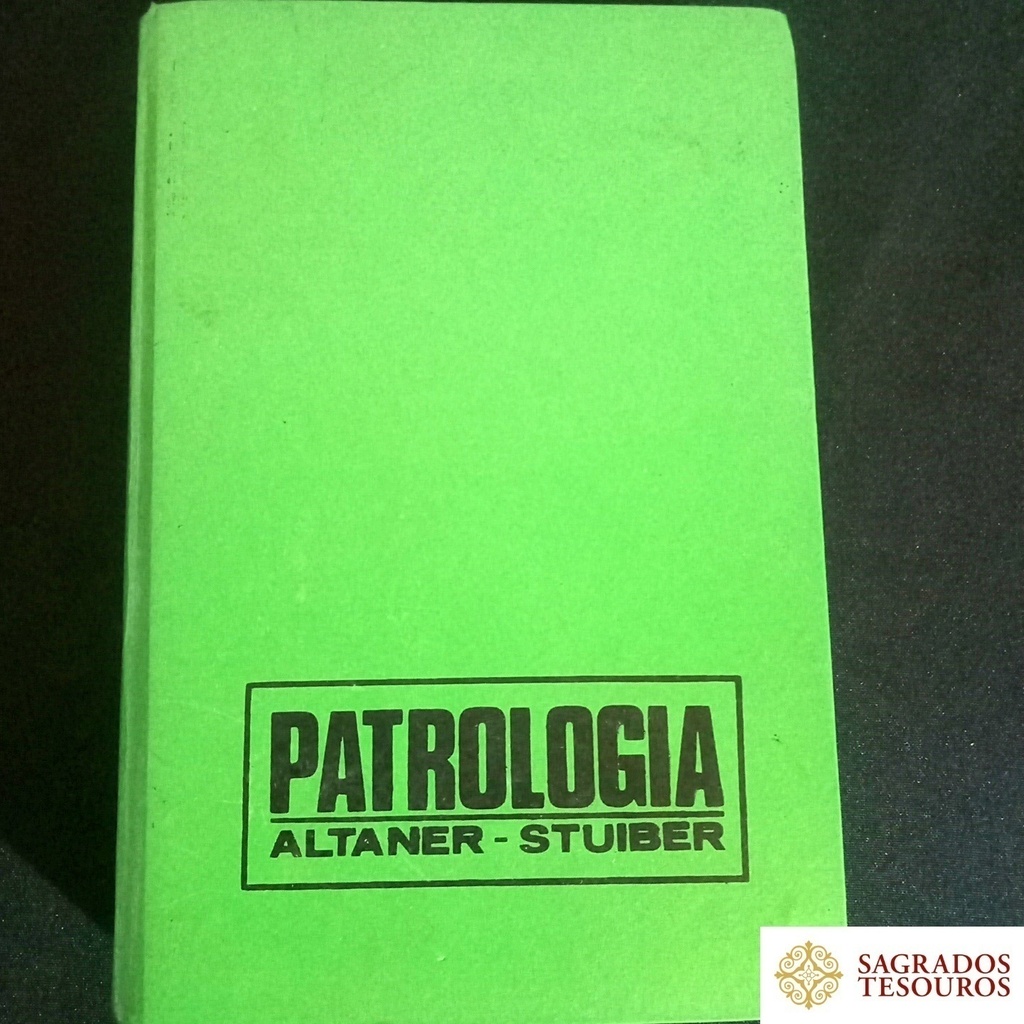 PATROLOGIA
ALTANER - STUIBER
SAGRADOS
TESOUROS